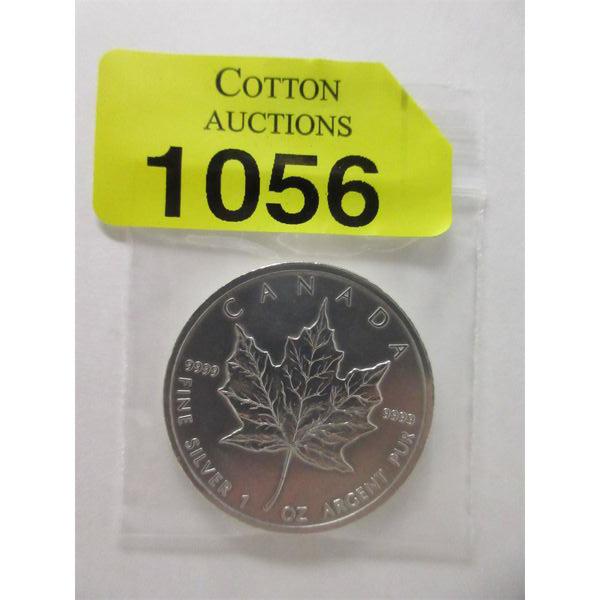 COTTON
AUCTIONS
1056
CANADA
9999
9999
FINE SILVER 1 OZ ARGENT PUR